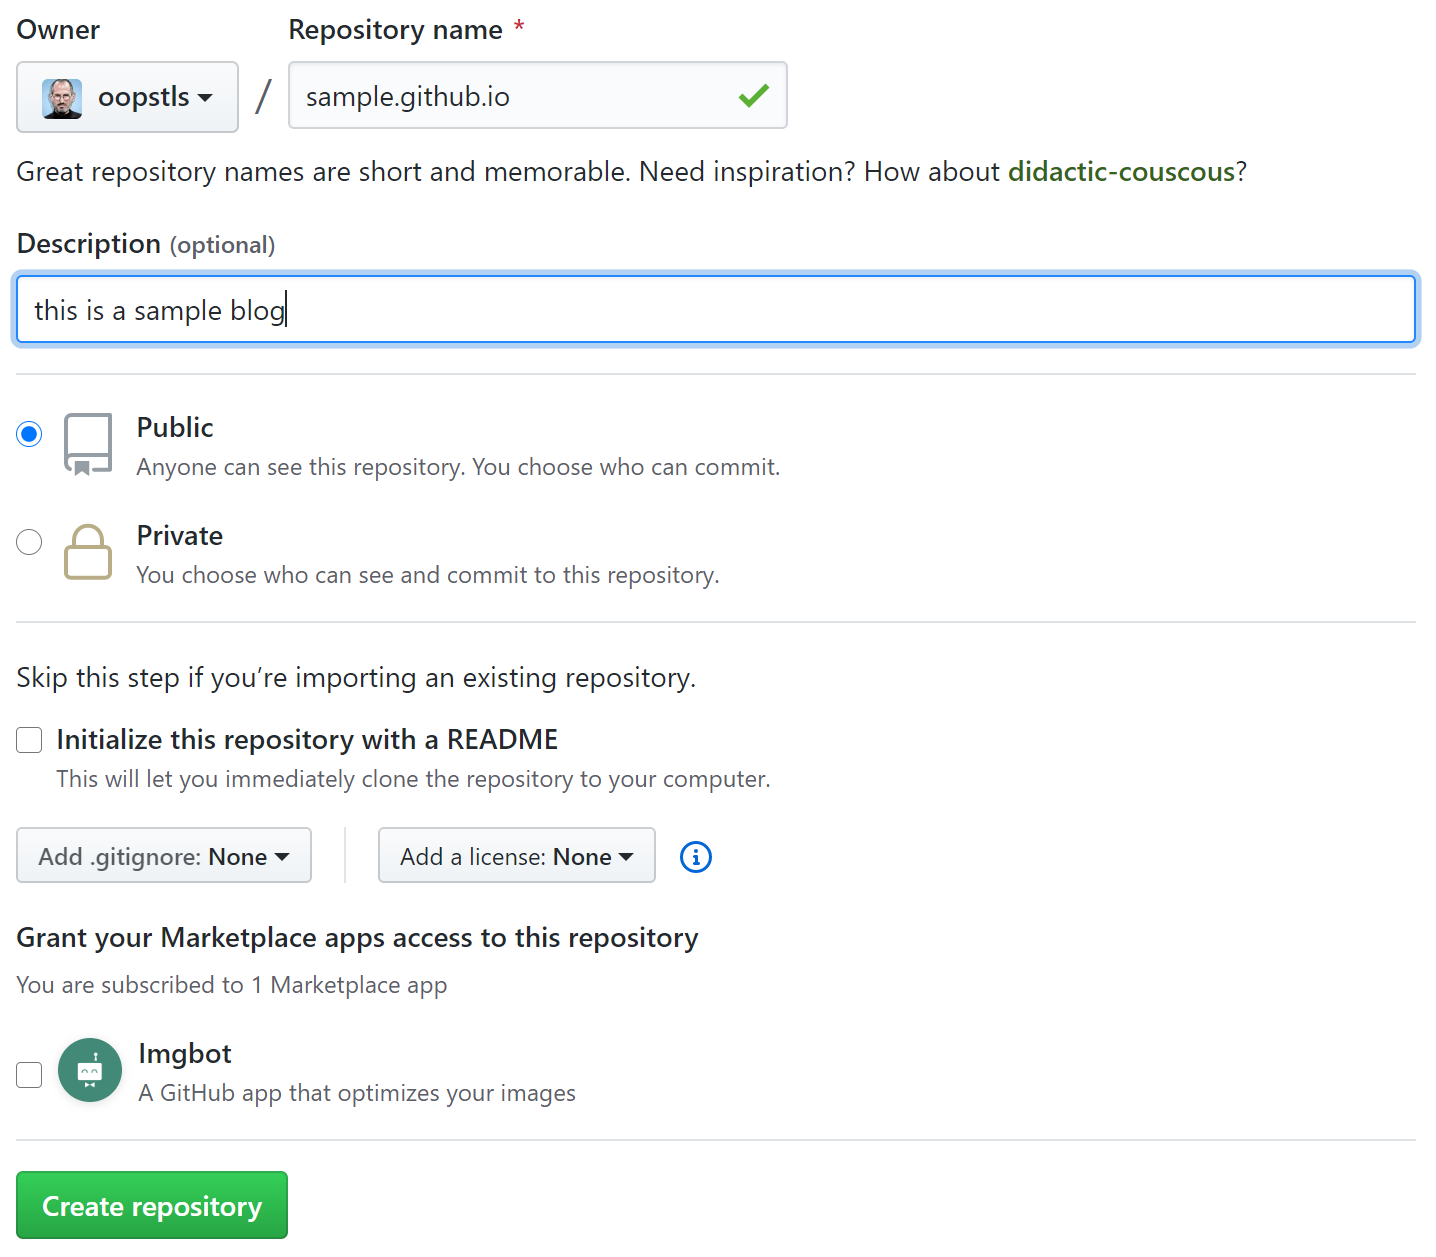 Owner
Repository name *
oopstls / sample.github.io
Great repository names are short and memorable. Need inspiration? How about didactic-couscous?
Description (optional)
this is a sample blog
Public
Anyone can see this repository. You choose who can commit.
Private
You choose who can see and commit to this repository.
Skip this step if you’re importing an existing repository.
Initialize this repository with a README
This will let you immediately clone the repository to your computer.
Add .gitignore: None
Add a license: None
Grant your Marketplace apps access to this repository
You are subscribed to 1 Marketplace app
Imgbot
A GitHub app that optimizes your images
Create repository